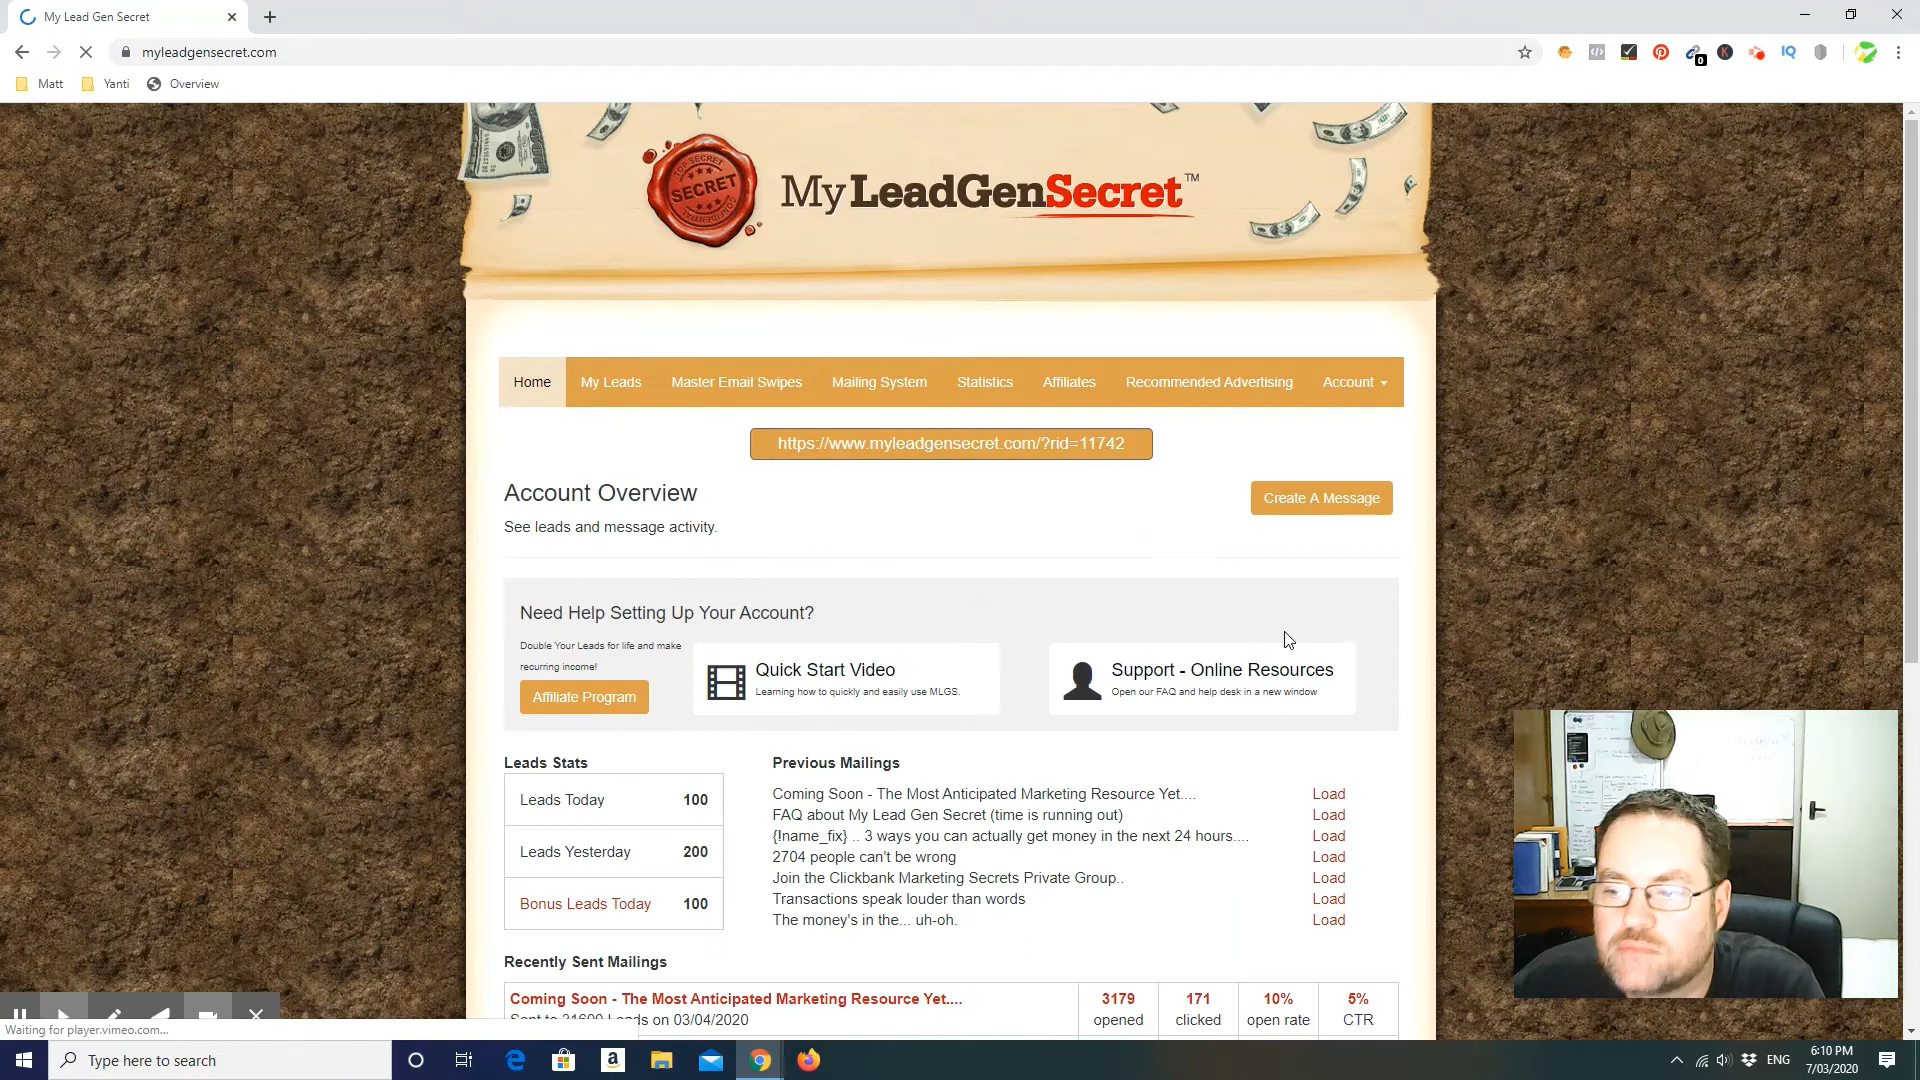 My Lead Gen Secret
myleadgensecret.com
0
K
IQ
Matt
Yanti
Overview
TOP SECRET
SECRET
CONFIDENTIAL
MyLeadGenSecret™
Home
My Leads
Master Email Swipes
Mailing System
Statistics
Affiliates
Recommended Advertising
Account
https://www.myleadgensecret.com/?rid=11742
Account Overview
Create A Message
See leads and message activity.
Need Help Setting Up Your Account?
Double Your Leads for life and make
recurring income!
Affiliate Program
Quick Start Video
Learning how to quickly and easily use MLGS.
Support - Online Resources
Open our FAQ and help desk in a new window
Leads Stats
Leads Today 100
Leads Yesterday 200
Bonus Leads Today 100
Previous Mailings
Coming Soon - The Most Anticipated Marketing Resource Yet.... Load
FAQ about My Lead Gen Secret (time is running out) Load
{!name_fix} .. 3 ways you can actually get money in the next 24 hours.... Load
2704 people can't be wrong Load
Join the Clickbank Marketing Secrets Private Group.. Load
Transactions speak louder than words Load
The money's in the... uh-oh. Load
Recently Sent Mailings
Coming Soon - The Most Anticipated Marketing Resource Yet....
Sent to 31600 Leads on 03/04/2020
3179 opened
171 clicked
10% open rate
5% CTR
Waiting for player.vimeo.com...
Type here to search
ENG
6:10 PM
7/03/2020